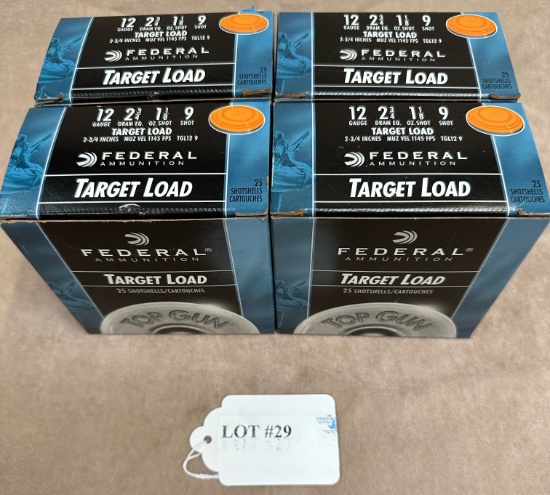 12 2¾ 1⅛ 9
GAUGE DRAM EQ. OZ. SHOT SHOT
TARGET LOAD
2-3/4 INCHES MUZ VEL 1145 FPS TGL12 9
FEDERAL
AMMUNITION
TARGET LOAD
25
SHOTSHELLS
CARTOUCHES
12 2¾ 1⅛ 9
GAUGE DRAM EQ. OZ. SHOT SHOT
TARGET LOAD
2-3/4 INCHES MUZ VEL 1145 FPS TGL12 9
FEDERAL
AMMUNITION
TARGET LOAD
25
SHOTSHELLS
CARTOUCHES
12 2¾ 1⅛ 9
GAUGE DRAM EQ. OZ. SHOT SHOT
TARGET LOAD
2-3/4 INCHES MUZ VEL 1145 FPS TGL12 9
FEDERAL
AMMUNITION
TARGET LOAD
25
SHOTSHELLS
CARTOUCHES
FEDERAL®
AMMUNITION
TARGET LOAD
25 SHOTSHELLS/CARTOUCHES
TOP GUN
12 2¾ 1⅛ 9
GAUGE DRAM EQ. OZ. SHOT SHOT
TARGET LOAD
2-3/4 INCHES MUZ VEL 1145 FPS TGL12 9
FEDERAL
AMMUNITION
TARGET LOAD
25
SHOTSHELLS
CARTOUCHES
FEDERAL®
AMMUNITION
TARGET LOAD
25 SHOTSHELLS/CARTOUCHES
TOP GUN
LOT #29